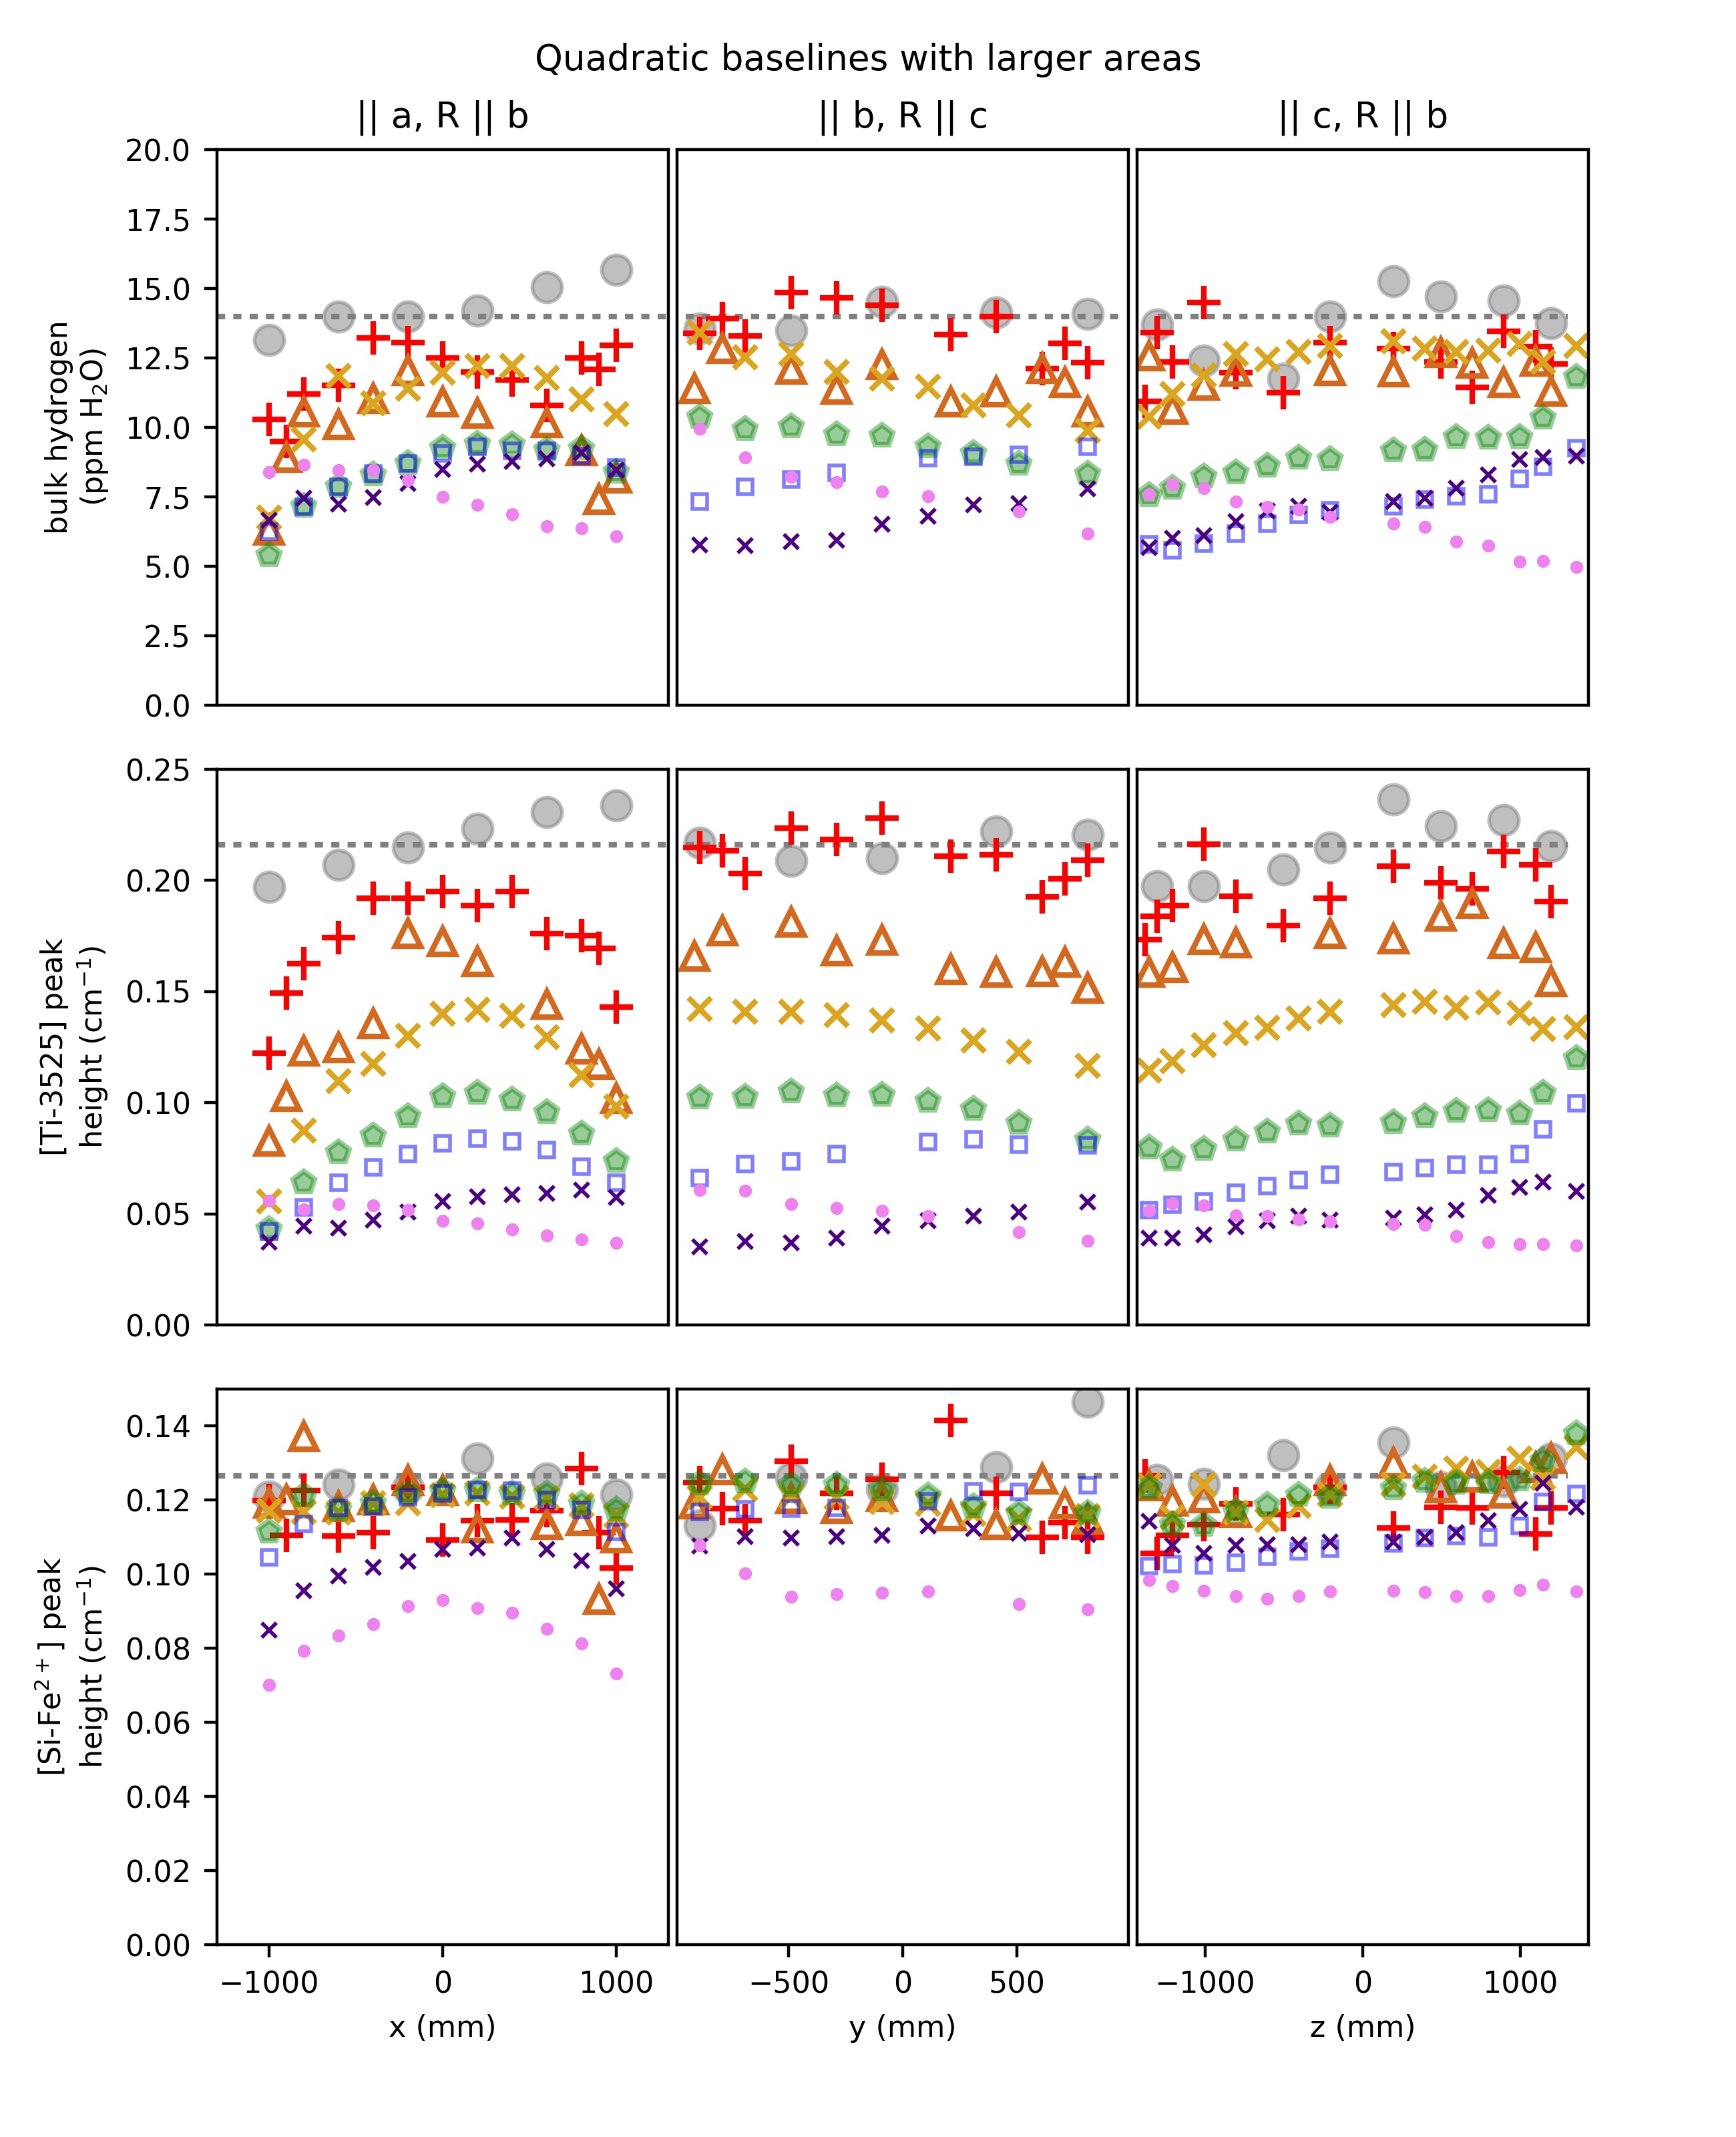 Quadratic baselines with larger areas
|| a, R || b
|| b, R || c
|| c, R || b
bulk hydrogen
(ppm H₂O)
20.0
17.5
15.0
12.5
10.0
7.5
5.0
2.5
0.0
[Ti-3525] peak
height (cm⁻¹)
0.25
0.20
0.15
0.10
0.05
0.00
[Si-Fe²⁺] peak
height (cm⁻¹)
0.14
0.12
0.10
0.08
0.06
0.04
0.02
0.00
−1000 0 1000
−500 0 500
−1000 0 1000
x (mm)
y (mm)
z (mm)